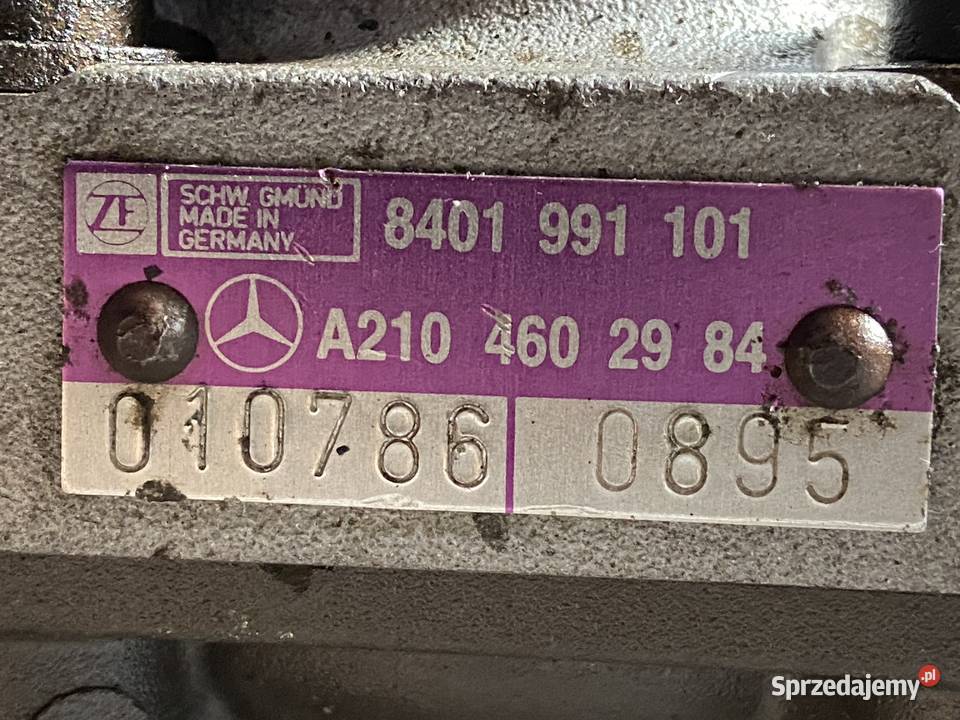 ZF
SCHW. GMÜND
MADE IN
GERMANY
8401 991 101
A210 460 29 84
010786 0895
Sprzedajemy.pl